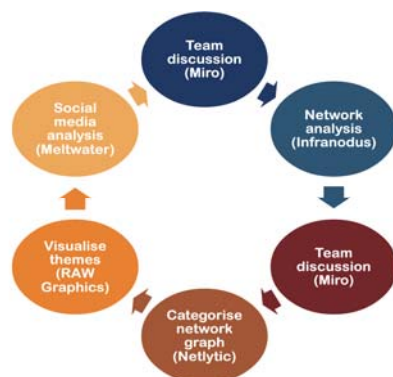 Team
discussion
(Miro)
Network
analysis
(Infranodus)
Team
discussion
(Miro)
Categorise
network
graph
(Netlytic)
Visualise
themes
(RAW
Graphics)
Social
media
analysis
(Meltwater)